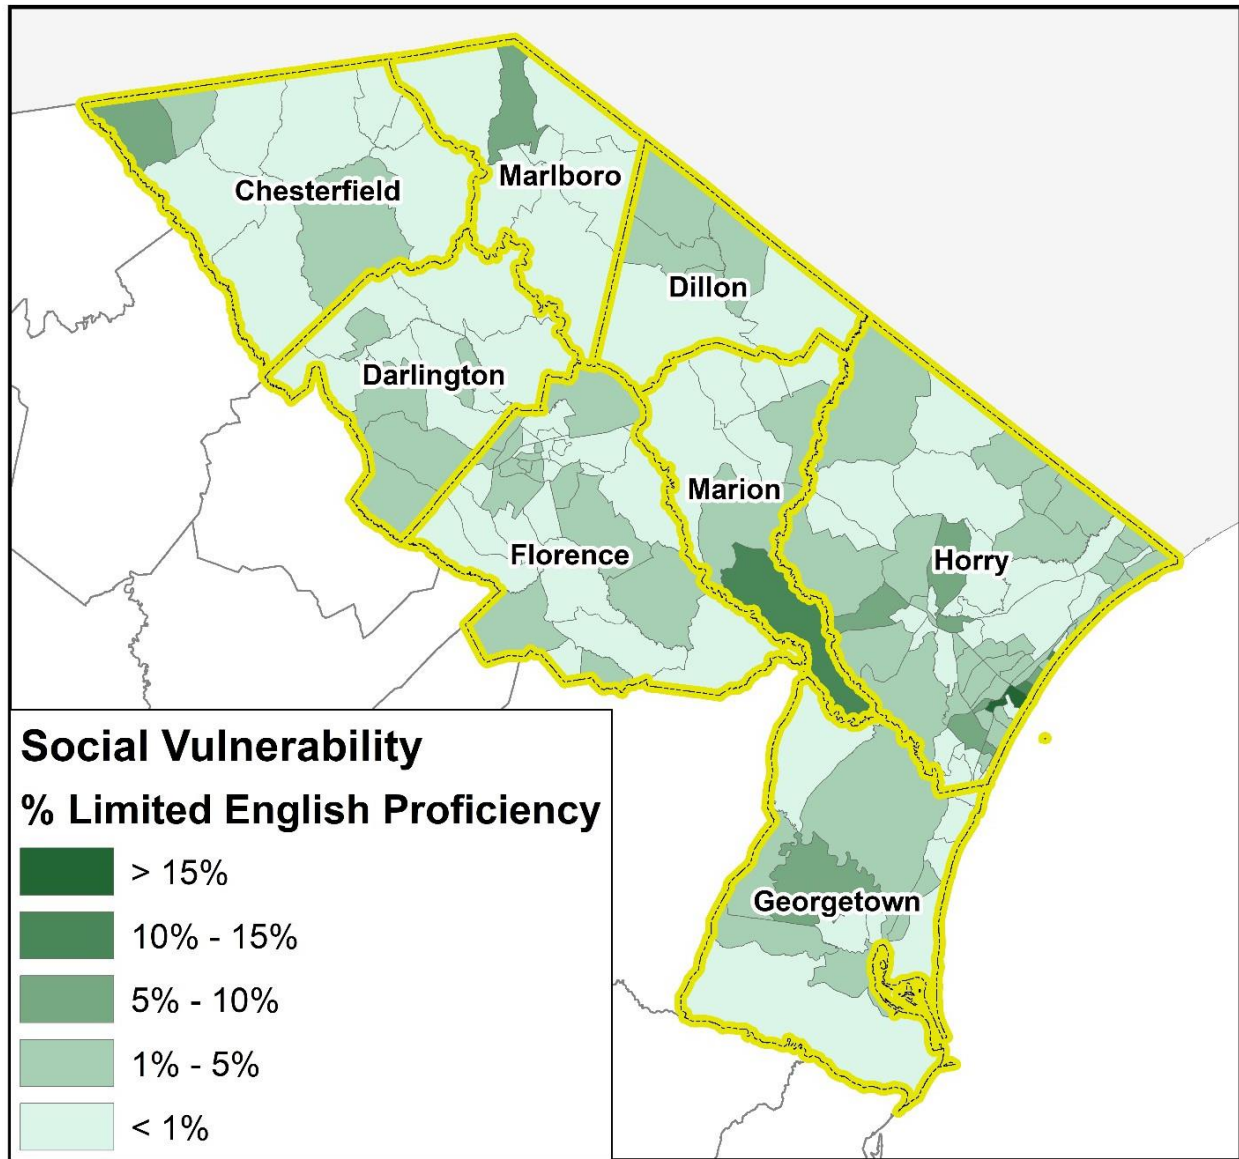 Chesterfield
Marlboro
Dillon
Darlington
Marion
Florence
Horry
Georgetown
Social Vulnerability
% Limited English Proficiency
> 15%
10% - 15%
5% - 10%
1% - 5%
< 1%